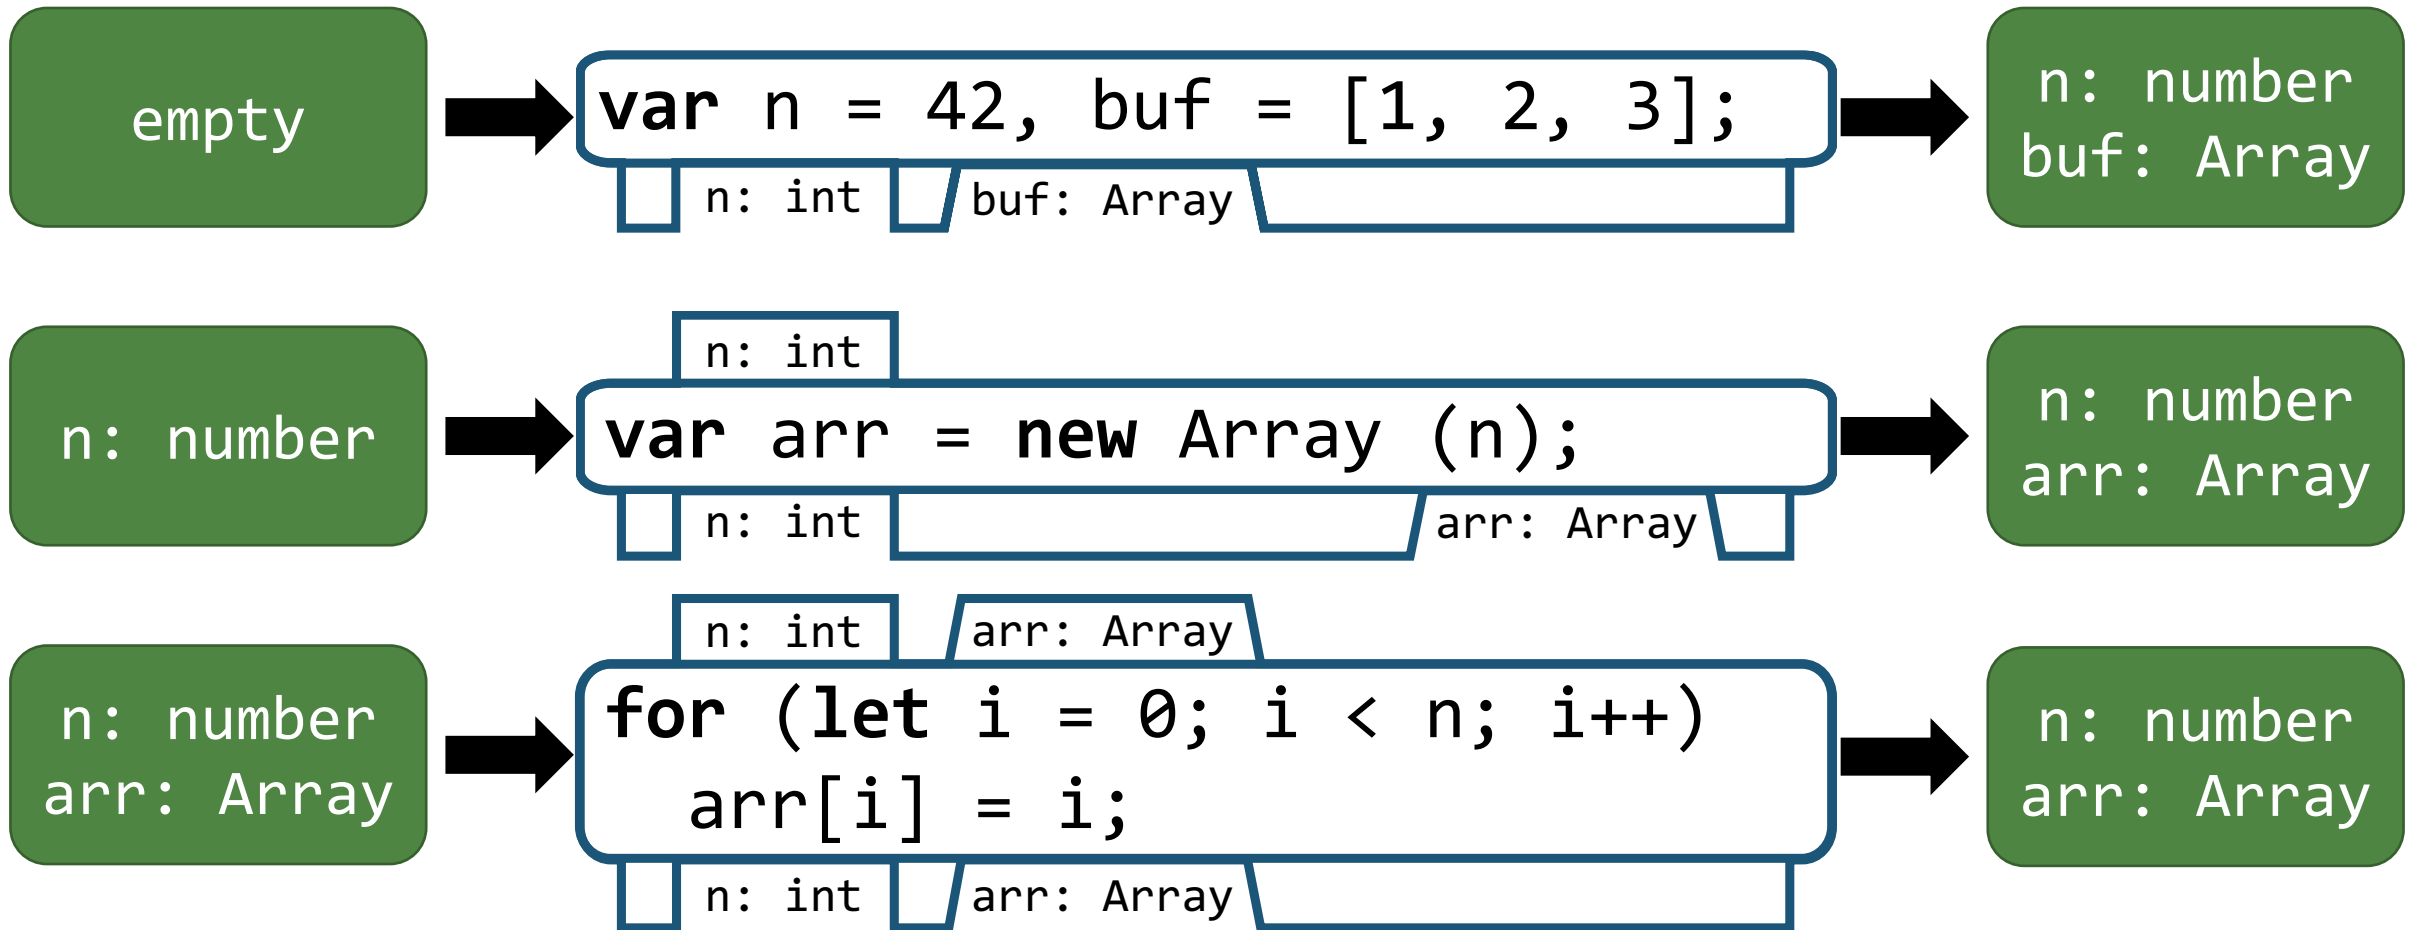 empty
var n = 42, buf = [1, 2, 3];
n: int
buf: Array
n: number
buf: Array
n: number
n: int
var arr = new Array (n);
n: int
arr: Array
n: number
arr: Array
n: number
arr: Array
n: int
arr: Array
for (let i = 0; i < n; i++)
arr[i] = i;
n: int
arr: Array
n: number
arr: Array